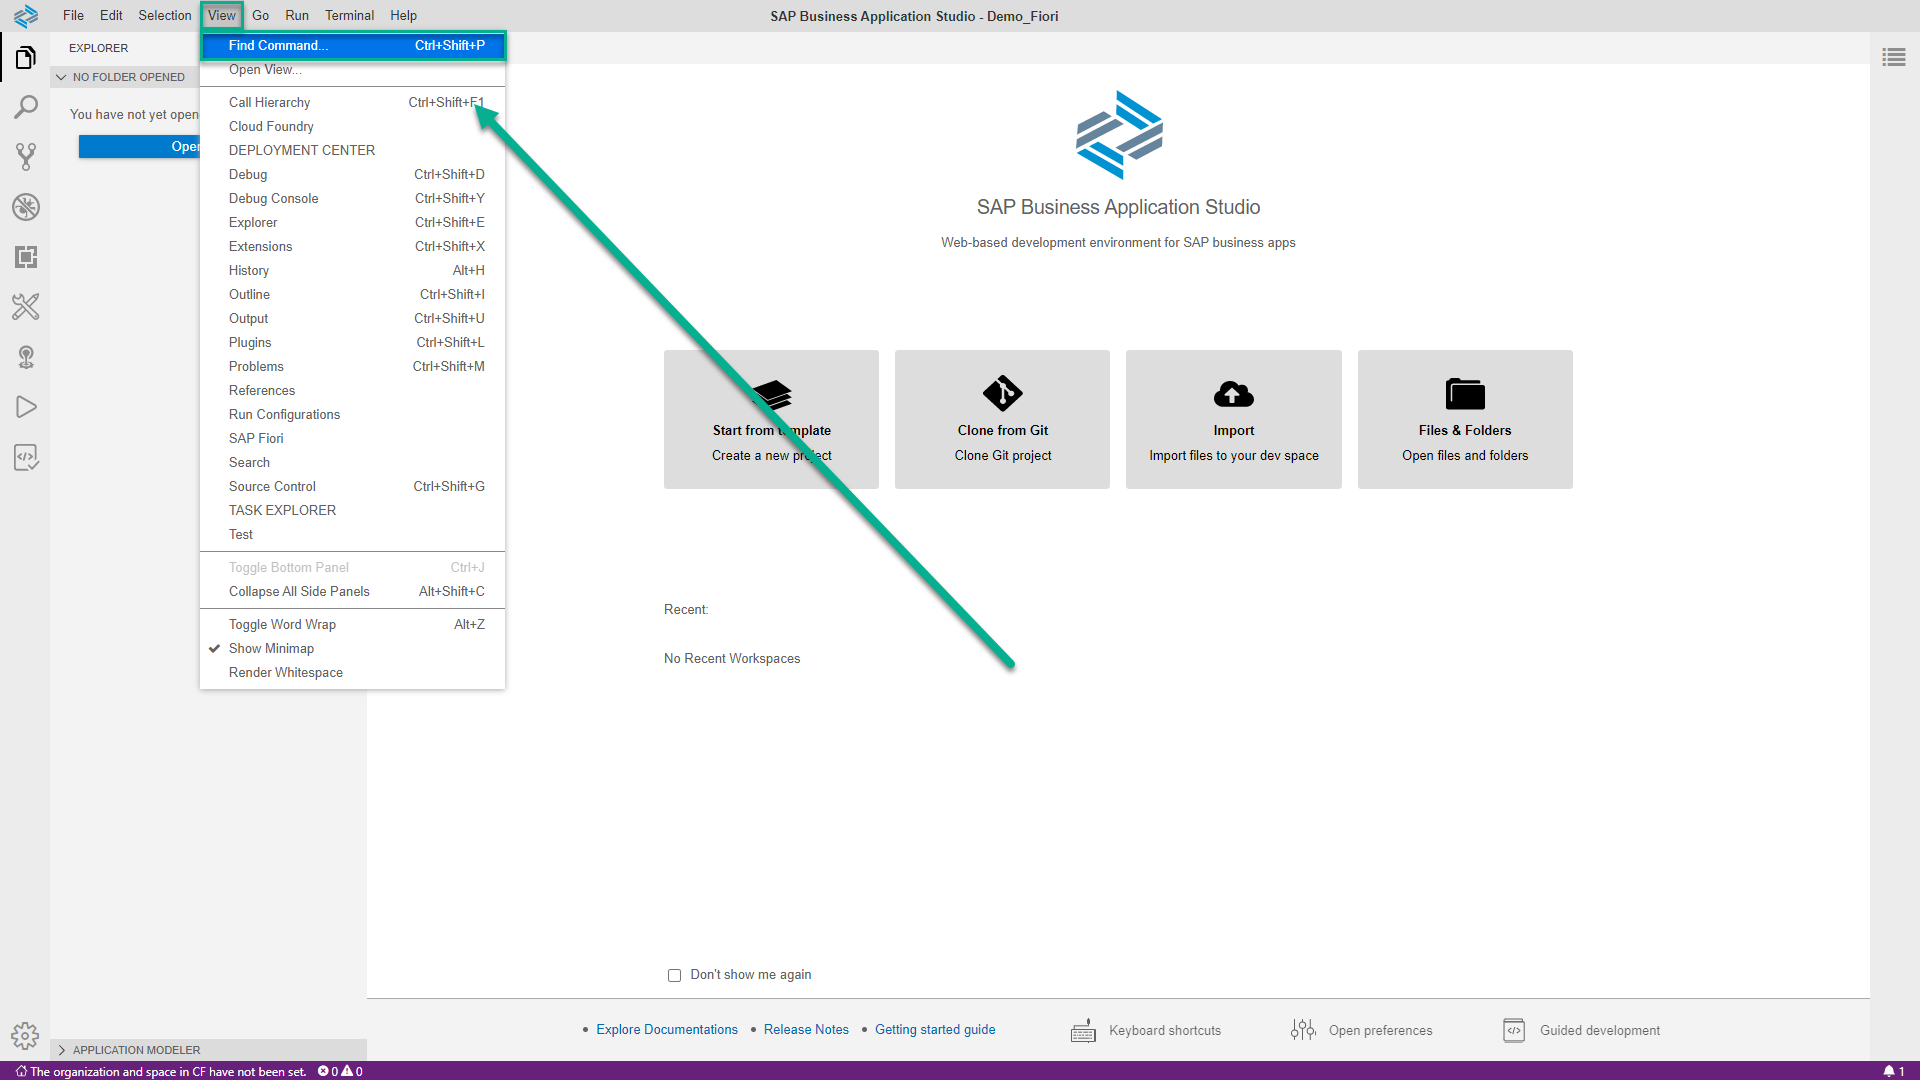 File Edit Selection View Go Run Terminal Help
SAP Business Application Studio - Demo_Fiori
EXPLORER
NO FOLDER OPENED
You have not yet open
Open
Find Command... Ctrl+Shift+P
Open View...
Call Hierarchy Ctrl+Shift+F1
Cloud Foundry
DEPLOYMENT CENTER
Debug Ctrl+Shift+D
Debug Console Ctrl+Shift+Y
Explorer Ctrl+Shift+E
Extensions Ctrl+Shift+X
History Alt+H
Outline Ctrl+Shift+I
Output Ctrl+Shift+U
Plugins Ctrl+Shift+L
Problems Ctrl+Shift+M
References
Run Configurations
SAP Fiori
Search
Source Control Ctrl+Shift+G
TASK EXPLORER
Test
Toggle Bottom Panel Ctrl+J
Collapse All Side Panels Alt+Shift+C
Toggle Word Wrap Alt+Z
Show Minimap
Render Whitespace
SAP Business Application Studio
Web-based development environment for SAP business apps
Start from template
Create a new project
Clone from Git
Clone Git project
Import
Import files to your dev space
Files & Folders
Open files and folders
Recent:
No Recent Workspaces
Don't show me again
• Explore Documentations • Release Notes • Getting started guide
Keyboard shortcuts
Open preferences
Guided development
APPLICATION MODELER
The organization and space in CF have not been set. 0 0
1